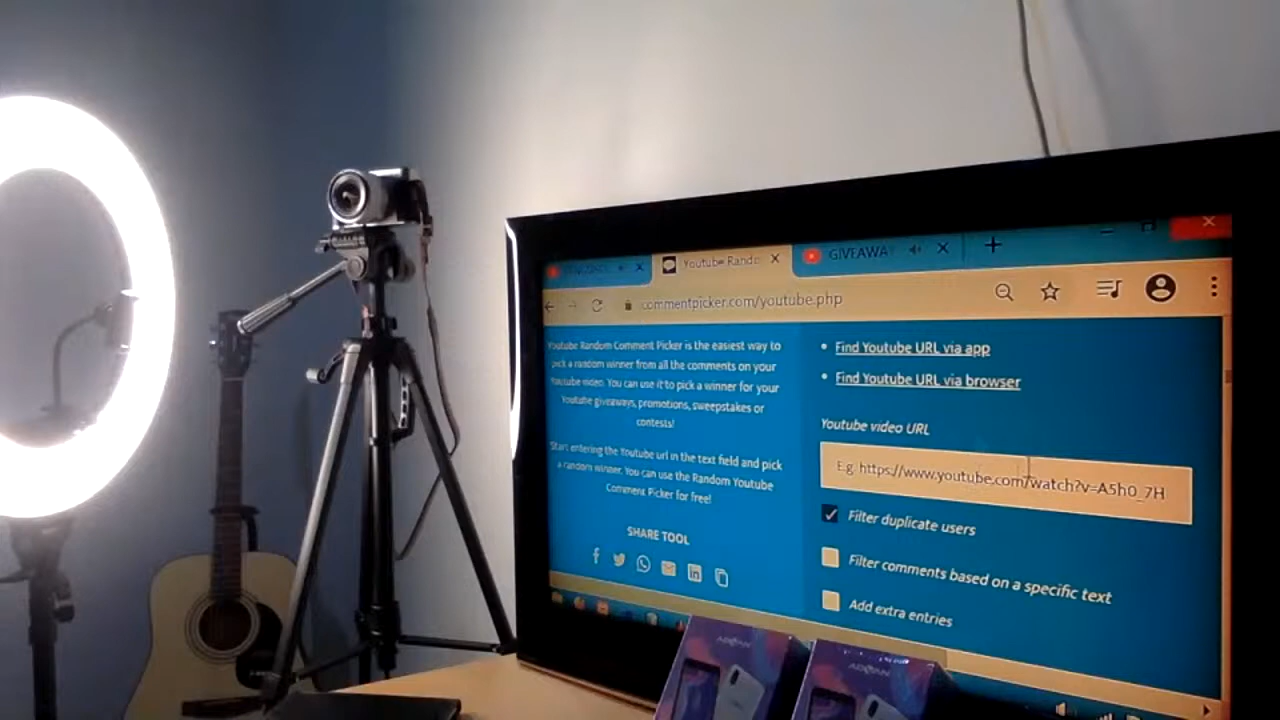 Youtube Rando
GIVEAWA
commentpicker.com/youtube.php
Youtube Random Comment Picker is the easiest way to
pick a random winner from all the comments on your
Youtube video. You can use it to pick a winner for your
Youtube giveaways, promotions, sweepstakes or
contests!
Start entering the Youtube url in the text field and pick
a random winner. You can use the Random Youtube
Comment Picker for free!
SHARE TOOL
Find Youtube URL via app
Find Youtube URL via browser
Youtube video URL
E.g. https://www.youtube.com/watch?v=A5h0_7H
Filter duplicate users
Filter comments based on a specific text
Add extra entries
ADVAN
ADVAN